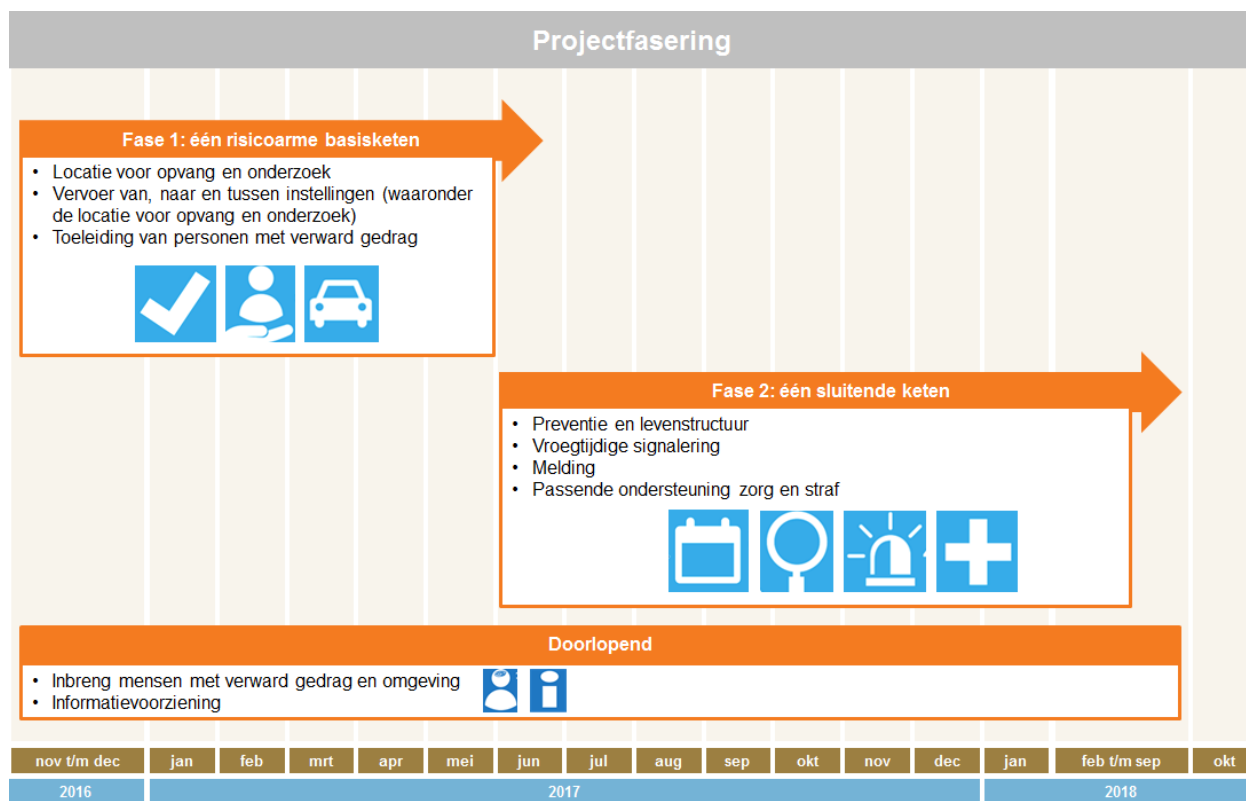 Projectfasering
Fase 1: één risicoarme basisketen
• Locatie voor opvang en onderzoek
• Vervoer van, naar en tussen instellingen (waaronder
de locatie voor opvang en onderzoek)
• Toeleiding van personen met verward gedrag
Fase 2: één sluitende keten
• Preventie en levenstructuur
• Vroegtijdige signalering
• Melding
• Passende ondersteuning zorg en straf
Doorlopend
• Inbreng mensen met verward gedrag en omgeving
• Informatievoorziening
nov t/m dec jan feb mrt apr mei jun jul aug sep okt nov dec jan feb t/m sep okt
2016 2017 2018